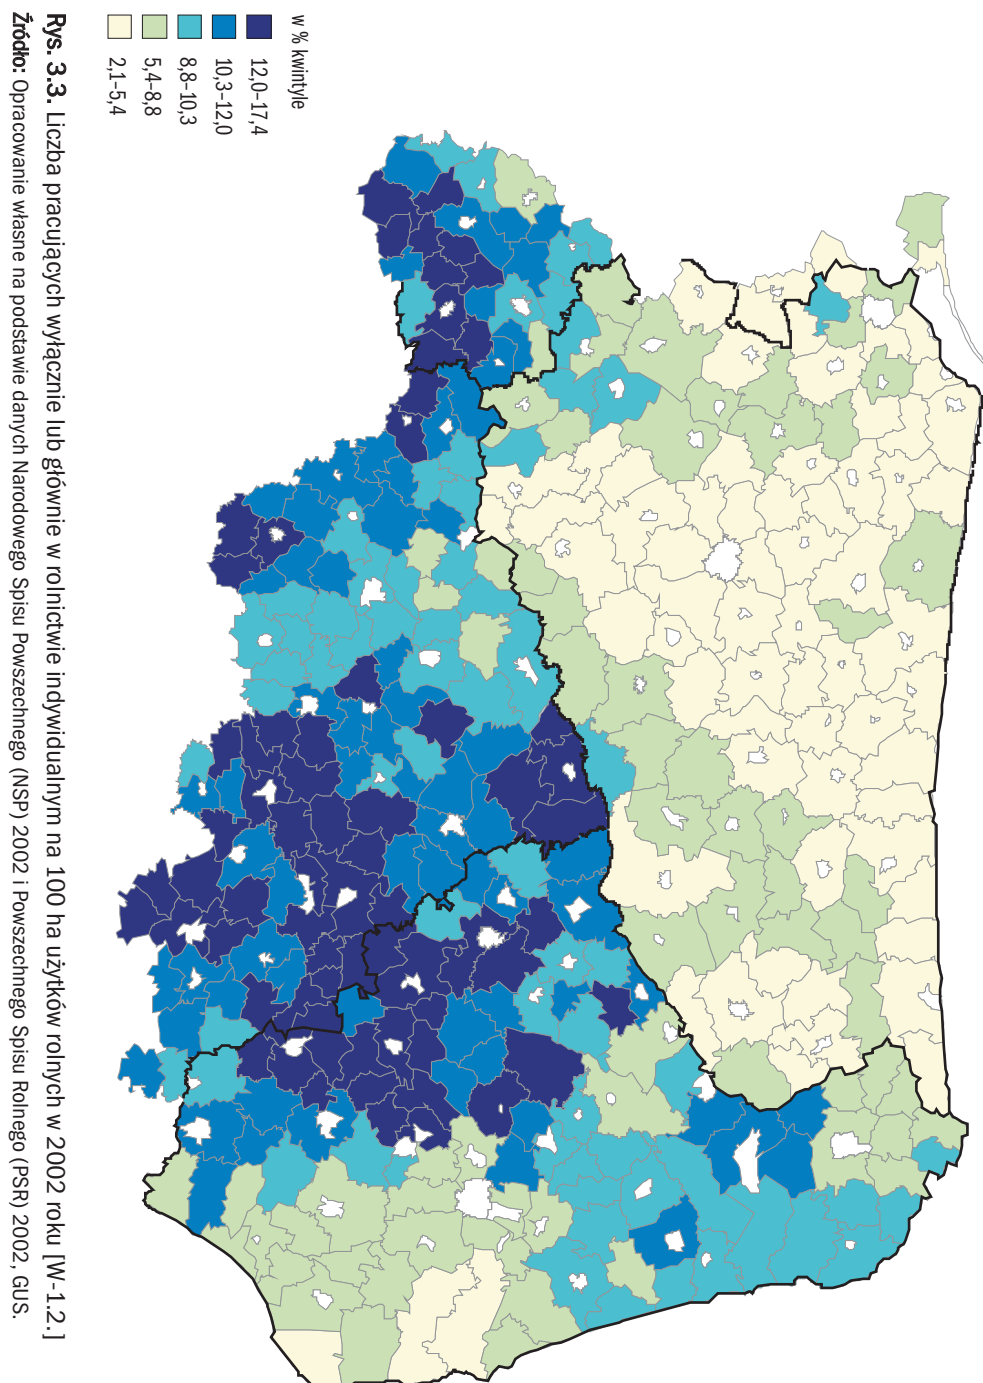 w % kwintyle
12,0–17,4
10,3–12,0
8,8–10,3
5,4–8,8
2,1–5,4
Rys. 3.3. Liczba pracujących wyłącznie lub głównie w rolnictwie indywidualnym na 100 ha użytków rolnych w 2002 roku [W-1.2.]
Źródło: Opracowanie własne na podstawie danych Narodowego Spisu Powszechnego (NSP) 2002 i Powszechnego Spisu Rolnego (PSR) 2002, GUS.